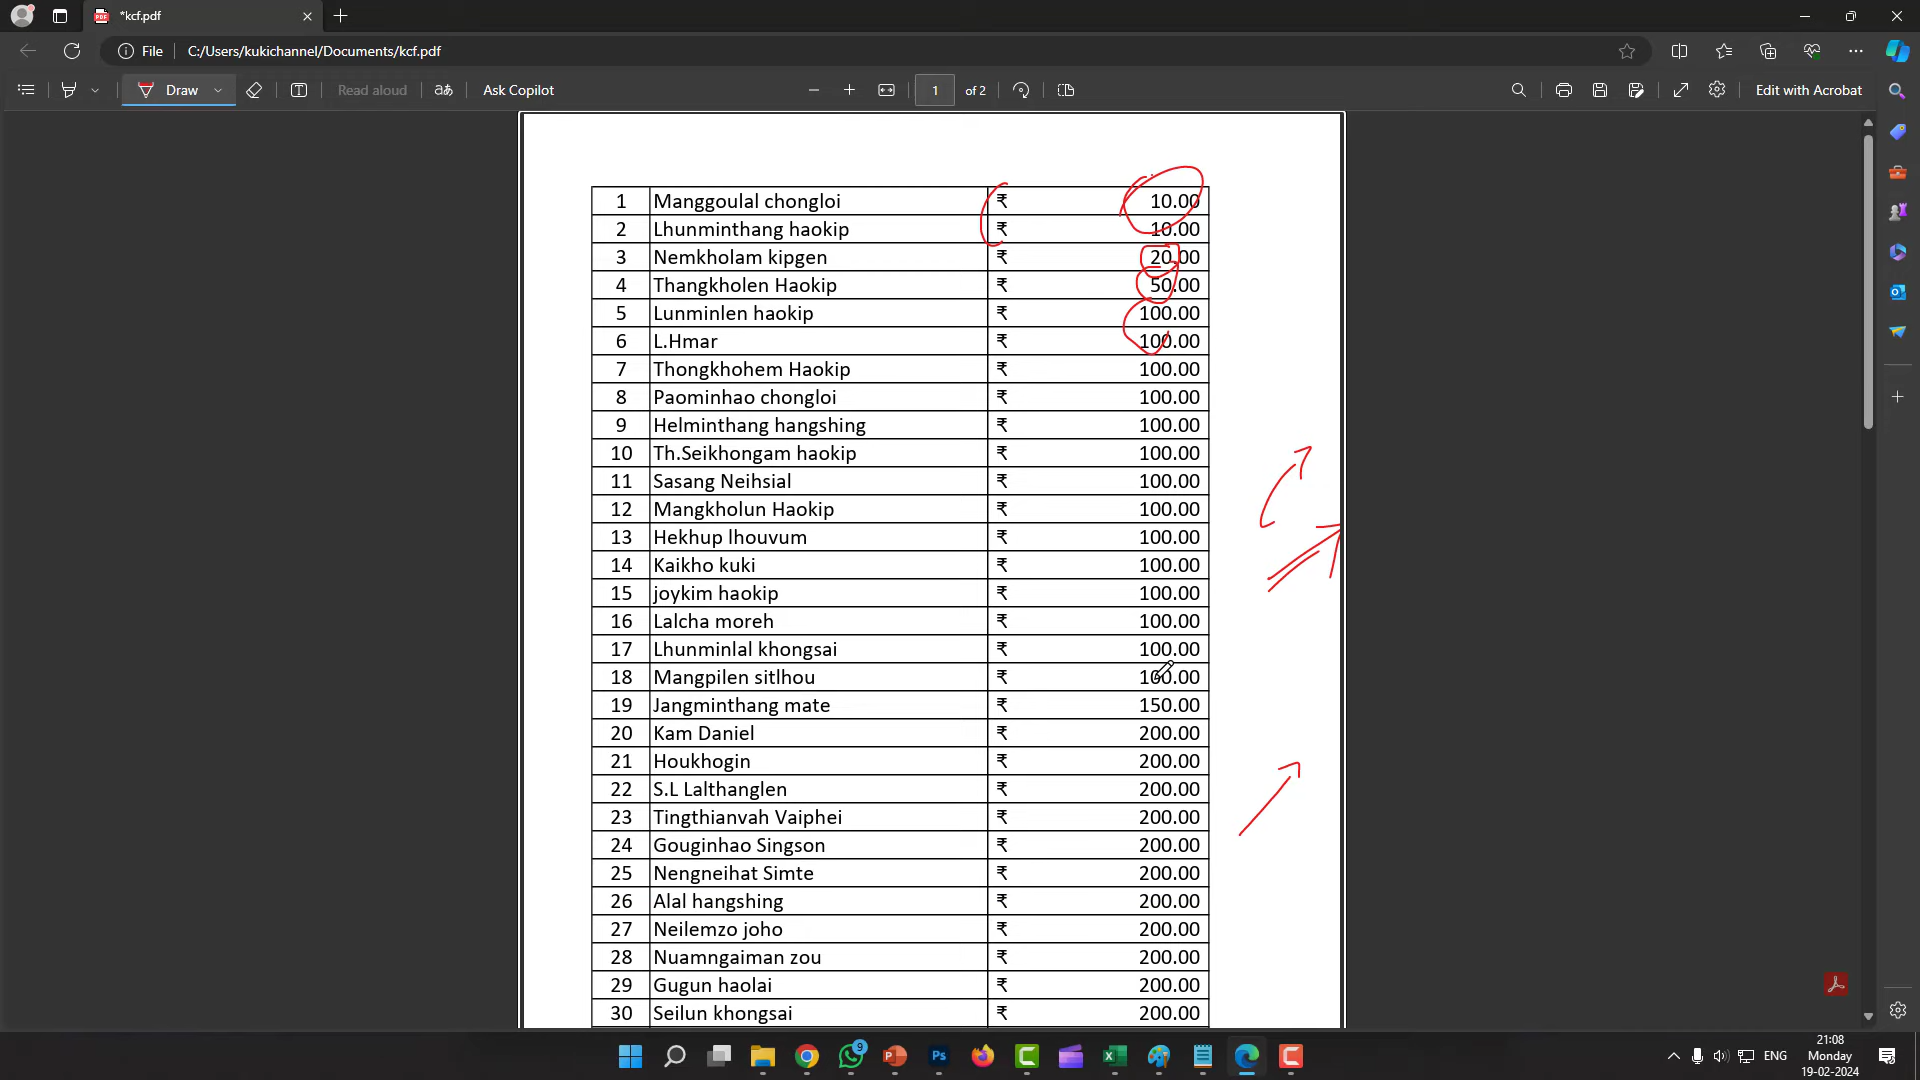 *kcf.pdf
File C:/Users/kukichannel/Documents/kcf.pdf
Draw Read aloud aあ Ask Copilot 1 of 2 Edit with Acrobat
1 Manggoulal chongloi ₹ 10.00
2 Lhunminthang haokip ₹ 10.00
3 Nemkholam kipgen ₹ 20.00
4 Thangkholen Haokip ₹ 50.00
5 Lunminlen haokip ₹ 100.00
6 L.Hmar ₹ 100.00
7 Thongkhohem Haokip ₹ 100.00
8 Paominhao chongloi ₹ 100.00
9 Helminthang hangshing ₹ 100.00
10 Th.Seikhongam haokip ₹ 100.00
11 Sasang Neihsial ₹ 100.00
12 Mangkholun Haokip ₹ 100.00
13 Hekhup lhouvum ₹ 100.00
14 Kaikho kuki ₹ 100.00
15 joykim haokip ₹ 100.00
16 Lalcha moreh ₹ 100.00
17 Lhunminlal khongsai ₹ 100.00
18 Mangpilen sitlhou ₹ 100.00
19 Jangminthang mate ₹ 150.00
20 Kam Daniel ₹ 200.00
21 Houkhogin ₹ 200.00
22 S.L Lalthanglen ₹ 200.00
23 Tingthianvah Vaiphei ₹ 200.00
24 Gouginhao Singson ₹ 200.00
25 Nengneihat Simte ₹ 200.00
26 Alal hangshing ₹ 200.00
27 Neilemzo joho ₹ 200.00
28 Nuamngaiman zou ₹ 200.00
29 Gugun haolai ₹ 200.00
30 Seilun khongsai ₹ 200.00
9
ENG
21:08
Monday
19-02-2024